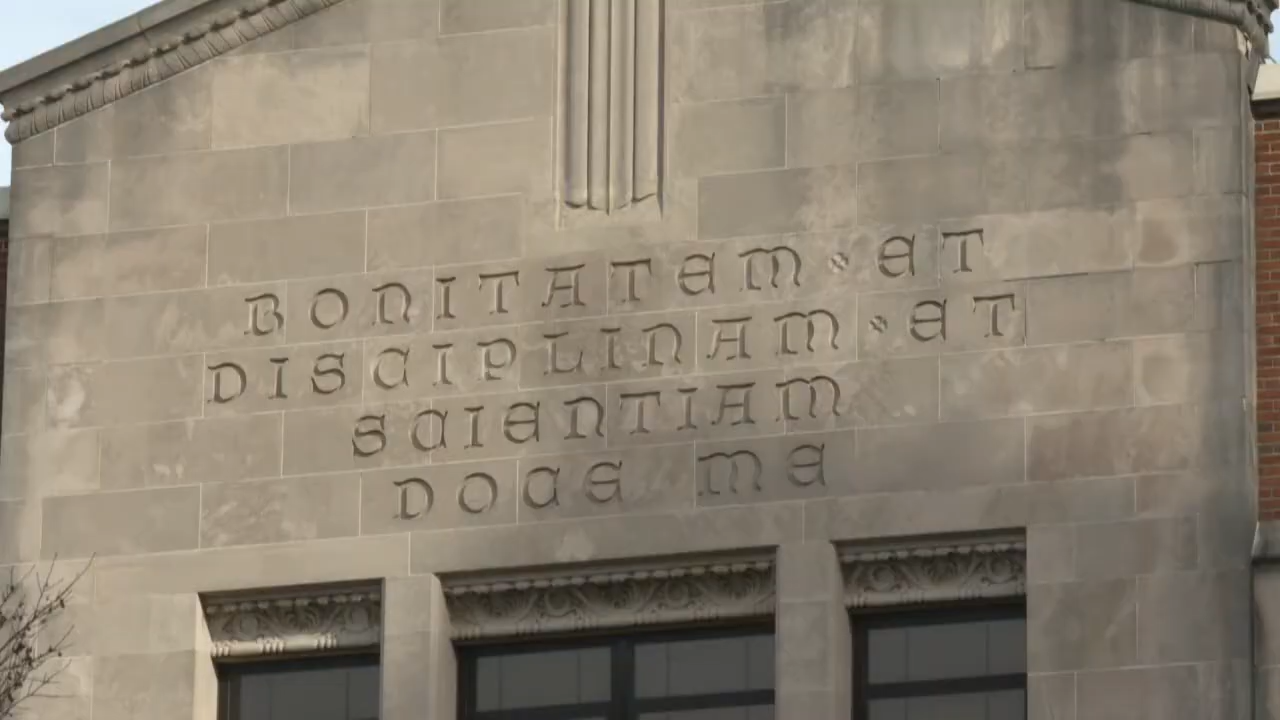 BONITATEM · ET
DISCIPLINAM · ET
SCIENTIAM
DOCE ME